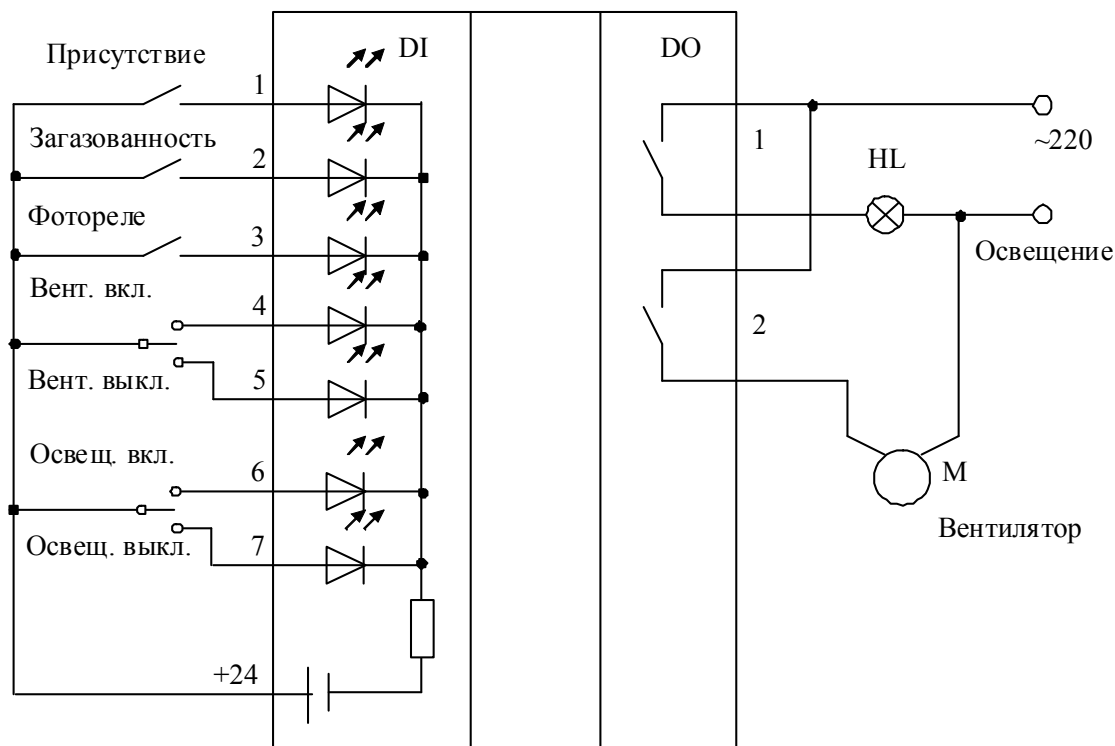 DI
DO
Присутствие
1
Загазованность
2
Фотореле
3
Вент. вкл.
4
Вент. выкл.
5
Освещ. вкл.
6
Освещ. выкл.
7
+24
1
~220
HL
Освещение
2
M
Вентилятор